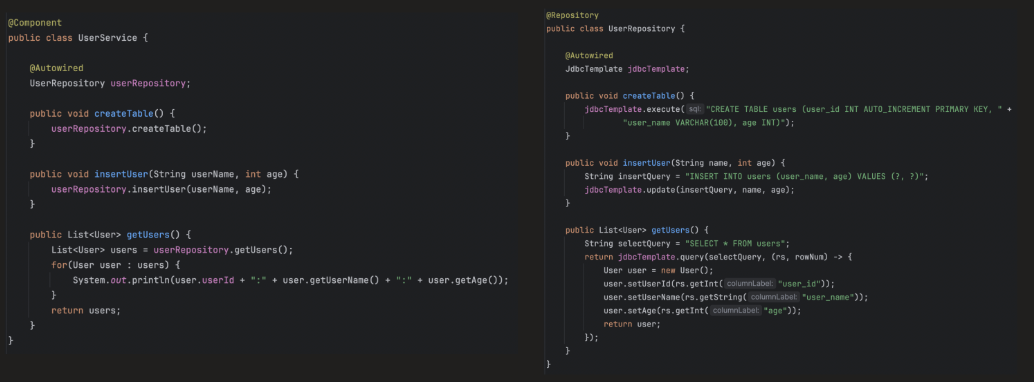 @Component
public class UserService {
@Autowired
UserRepository userRepository;
public void createTable() {
userRepository.createTable();
}
public void insertUser(String userName, int age) {
userRepository.insertUser(userName, age);
}
public List<User> getUsers() {
List<User> users = userRepository.getUsers();
for(User user : users) {
System.out.println(user.userId + ":" + user.getUserName() + ":" + user.getAge());
}
return users;
}
}
@Repository
public class UserRepository {
@Autowired
JdbcTemplate jdbcTemplate;
public void createTable() {
jdbcTemplate.execute( sql: "CREATE TABLE users (user_id INT AUTO_INCREMENT PRIMARY KEY, " +
"user_name VARCHAR(100), age INT)");
}
public void insertUser(String name, int age) {
String insertQuery = "INSERT INTO users (user_name, age) VALUES (?, ?)";
jdbcTemplate.update(insertQuery, name, age);
}
public List<User> getUsers() {
String selectQuery = "SELECT * FROM users";
return jdbcTemplate.query(selectQuery, (rs, rowNum) -> {
User user = new User();
user.setUserId(rs.getInt( columnLabel: "user_id"));
user.setUserName(rs.getString( columnLabel: "user_name"));
user.setAge(rs.getInt( columnLabel: "age"));
return user;
});
}
}